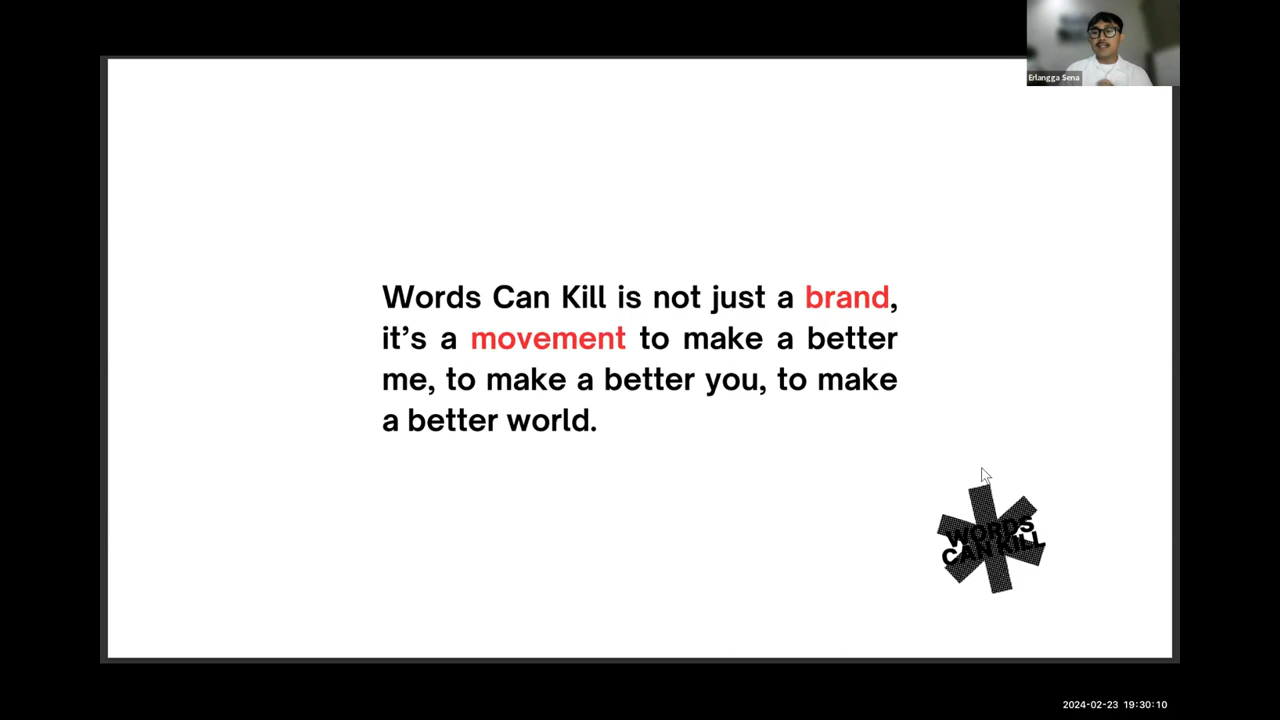 Erlangga Sena
Words Can Kill is not just a brand,
it's a movement to make a better
me, to make a better you, to make
a better world.
WORDS
CAN KILL
2024-02-23 19:30:10